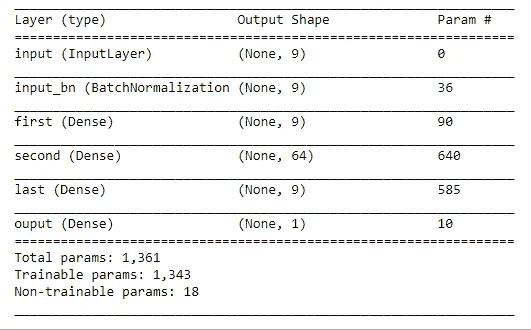 Layer (type) Output Shape Param #
input (InputLayer) (None, 9) 0
input_bn (BatchNormalization (None, 9) 36
first (Dense) (None, 9) 90
second (Dense) (None, 64) 640
last (Dense) (None, 9) 585
ouput (Dense) (None, 1) 10
Total params: 1,361
Trainable params: 1,343
Non-trainable params: 18